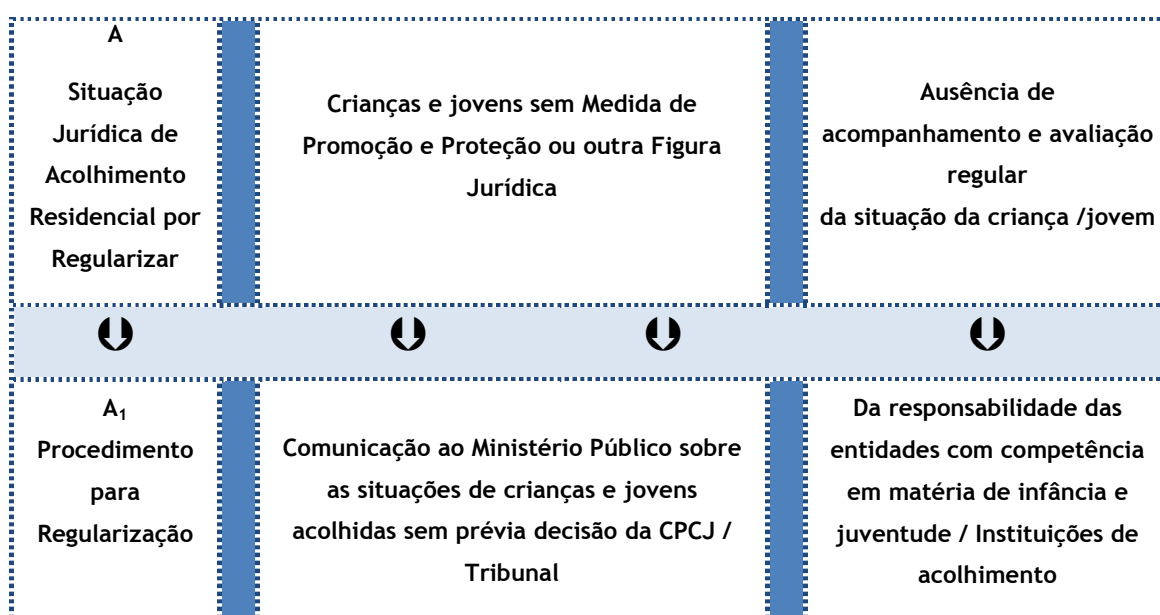 A
Situação
Jurídica de
Acolhimento
Residencial por
Regularizar
Crianças e jovens sem Medida de
Promoção e Proteção ou outra Figura
Jurídica
Ausência de
acompanhamento e avaliação
regular
da situação da criança /jovem
A₁
Procedimento
para
Regularização
Comunicação ao Ministério Público sobre
as situações de crianças e jovens
acolhidas sem prévia decisão da CPCJ /
Tribunal
Da responsabilidade das
entidades com competência
em matéria de infância e
juventude / Instituições de
acolhimento